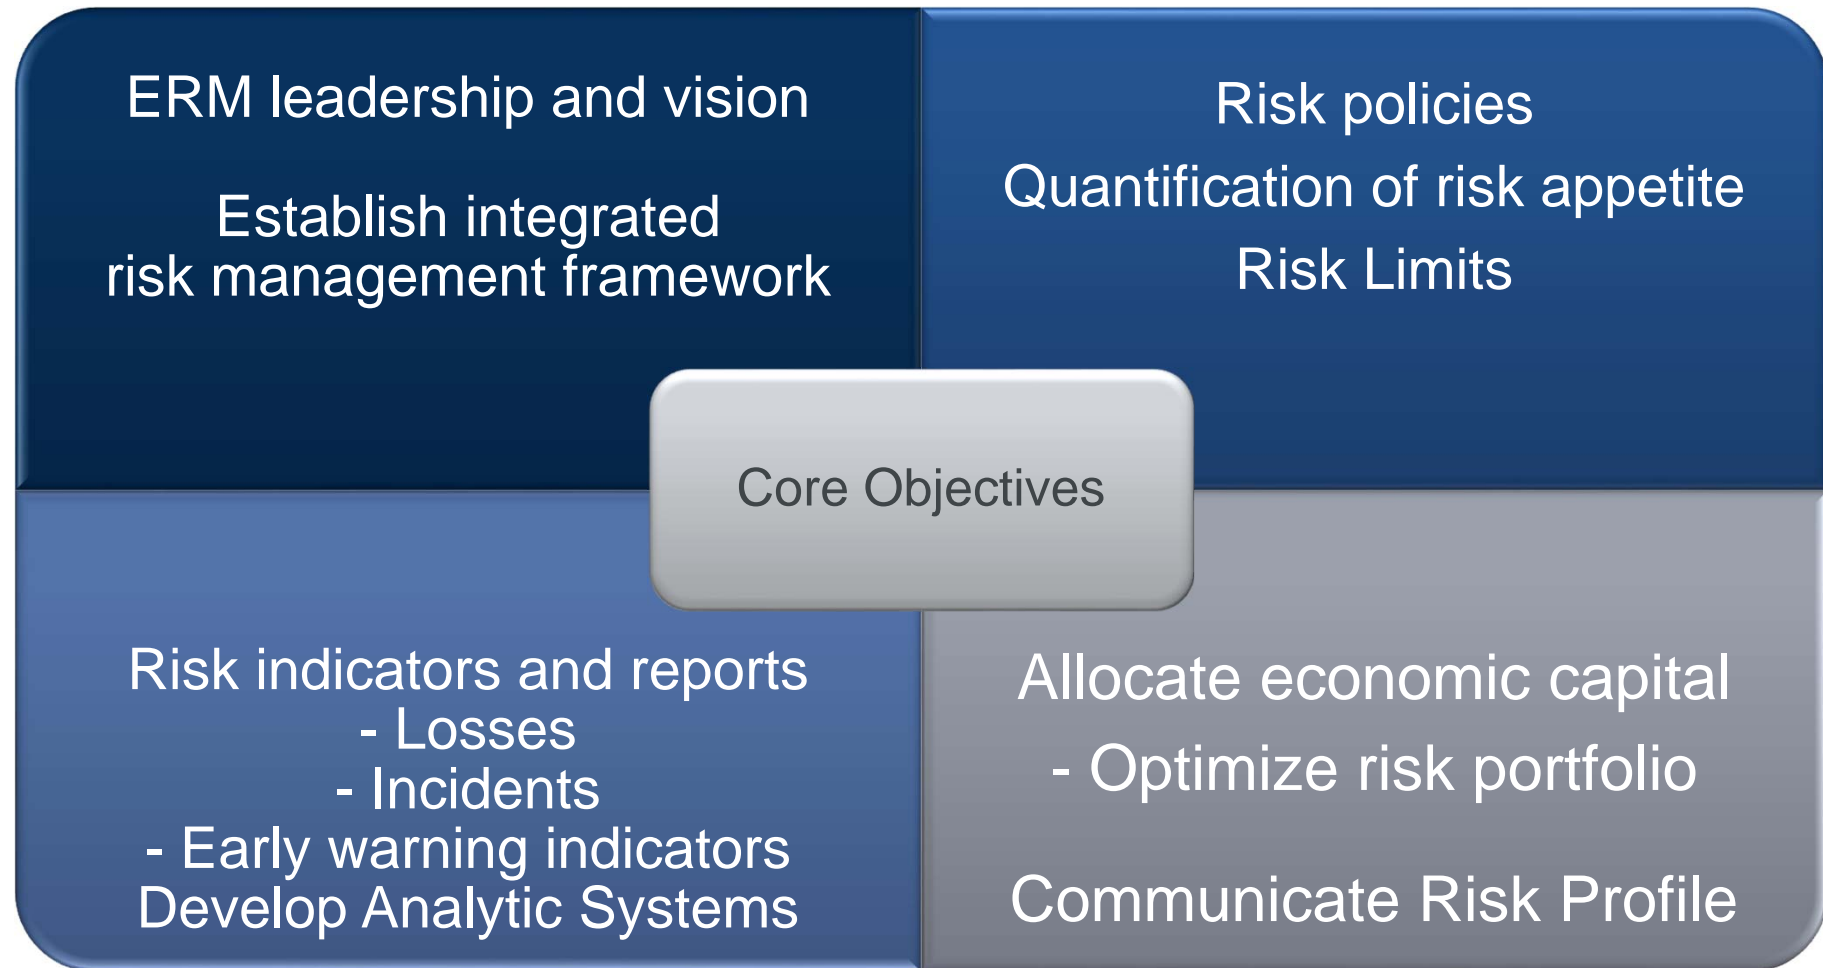 ERM leadership and vision
Establish integrated
risk management framework
Risk policies
Quantification of risk appetite
Risk Limits
Core Objectives
Risk indicators and reports
- Losses
- Incidents
- Early warning indicators
Develop Analytic Systems
Allocate economic capital
- Optimize risk portfolio
Communicate Risk Profile